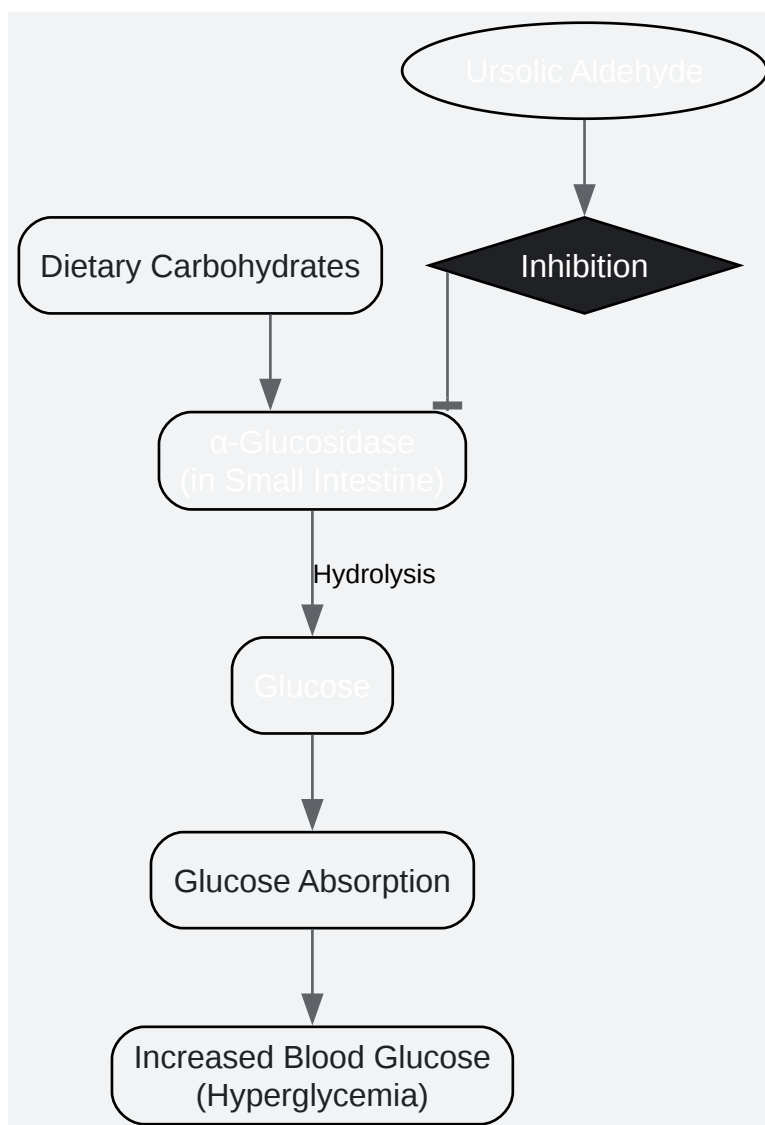 Ursolic Aldehyde
Dietary Carbohydrates
Inhibition
α-Glucosidase
(in Small Intestine)
Hydrolysis
Glucose
Glucose Absorption
Increased Blood Glucose
(Hyperglycemia)